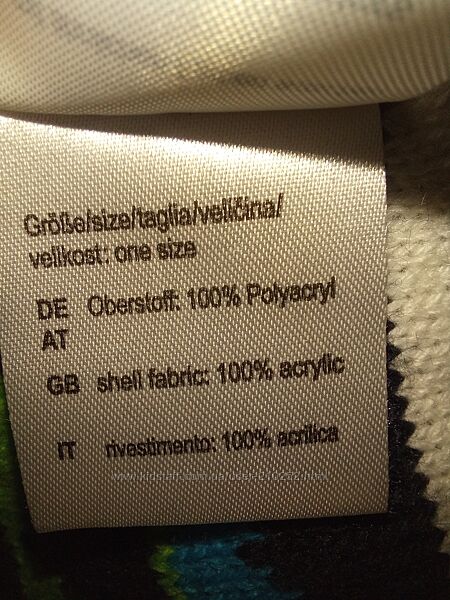 Größe/size/taglia/veličina/
velikost: one size
DE Oberstoff: 100% Polyacryl
AT
GB shell fabric: 100% acrylic
IT rivestimento: 100% acrilica